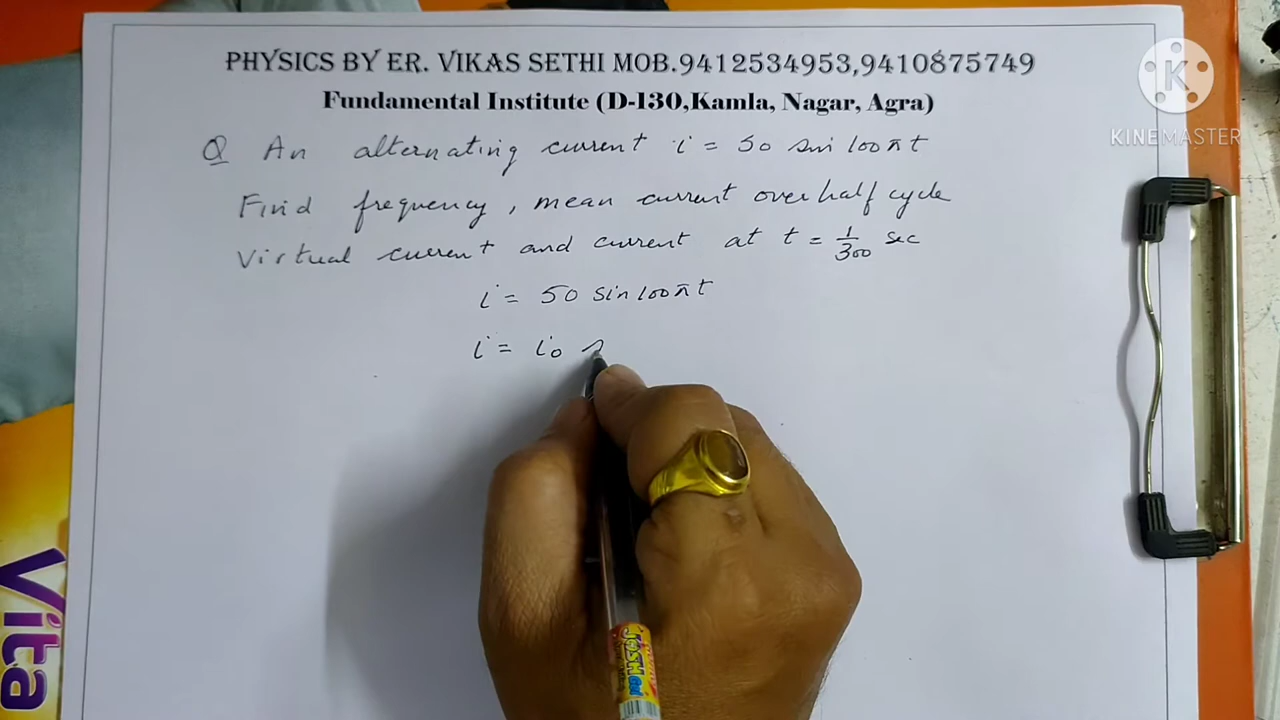 PHYSICS BY ER. VIKAS SETHI MOB.9412534953,9410875749
Fundamental Institute (D-130,Kamla, Nagar, Agra)
K
KINEMASTER
Q An alternating current i = 50 sin 100πt
Find frequency, mean current over half cycle
Virtual current and current at t = 1/300 sec
i = 50 sin 100πt
i = i₀ s
Vita
JOSH